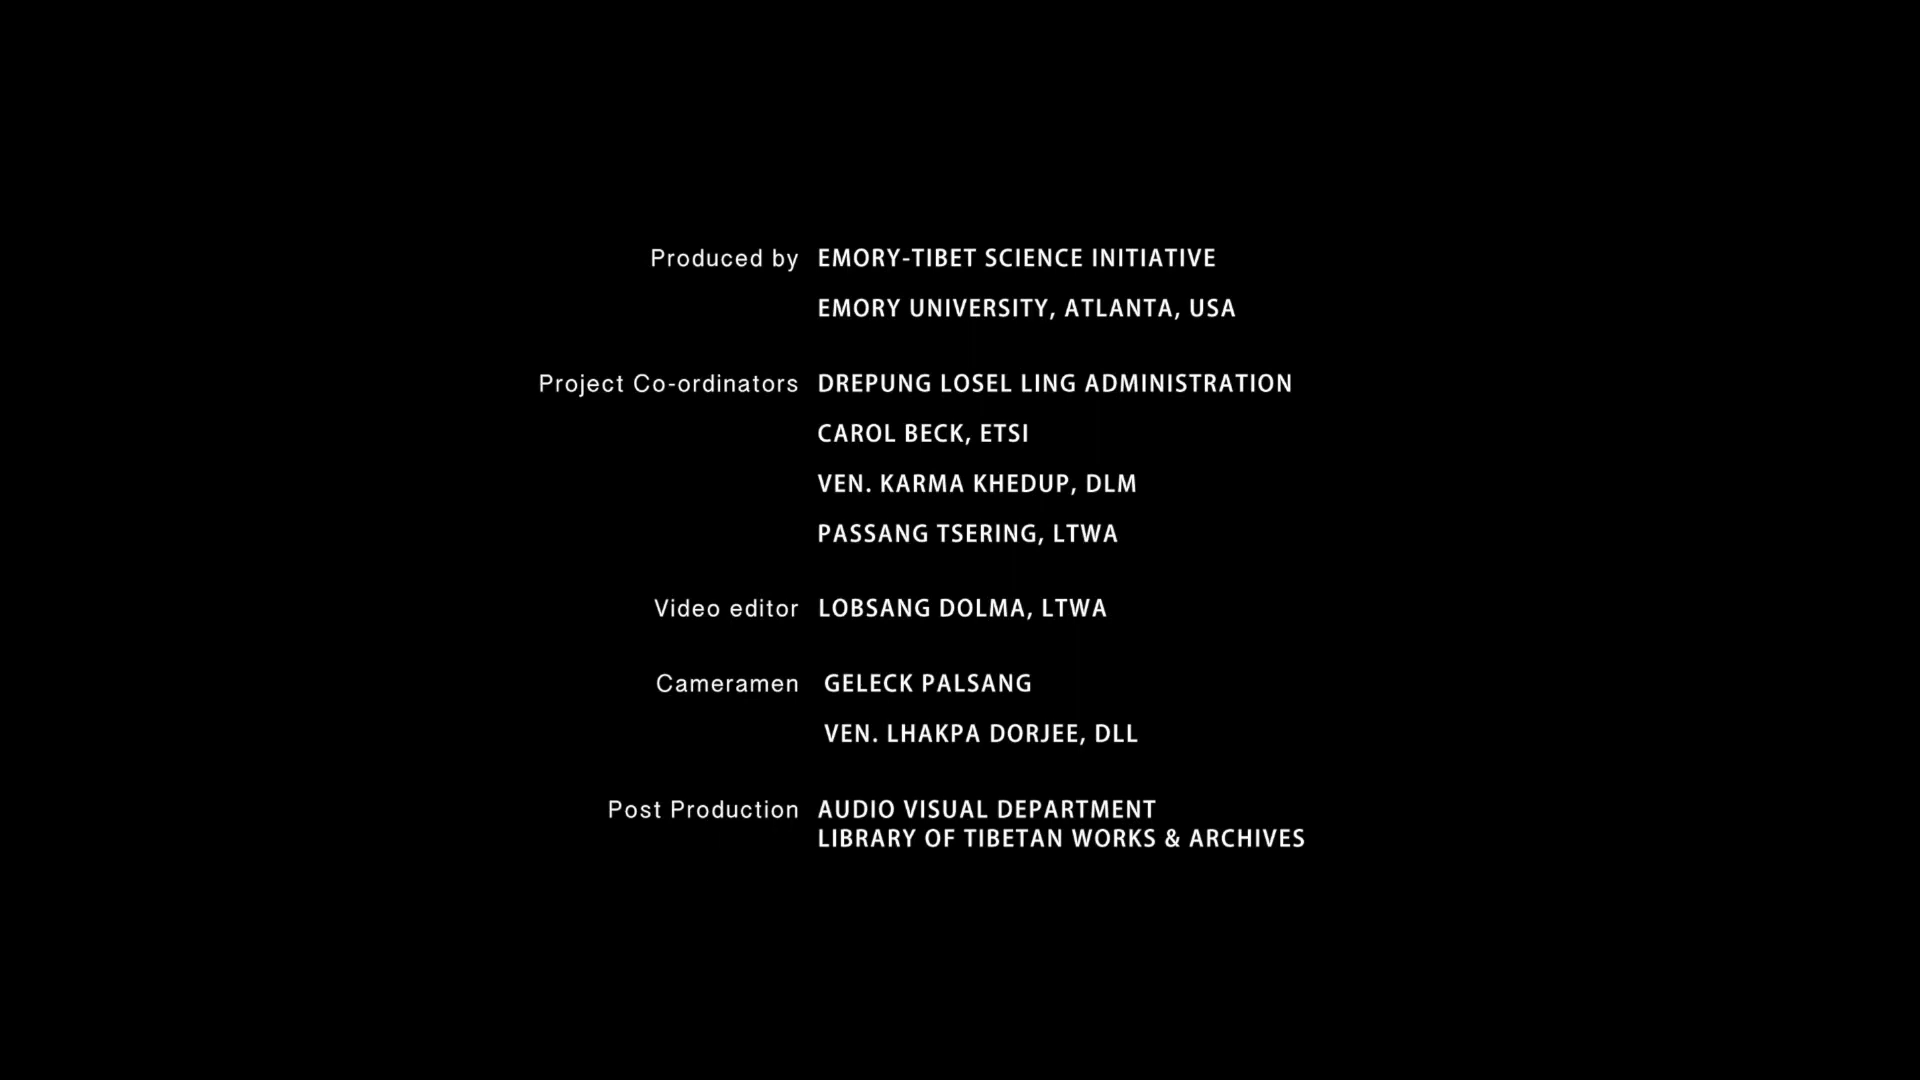 Produced by EMORY-TIBET SCIENCE INITIATIVE
EMORY UNIVERSITY, ATLANTA, USA
Project Co-ordinators DREPUNG LOSEL LING ADMINISTRATION
CAROL BECK, ETSI
VEN. KARMA KHEDUP, DLM
PASSANG TSERING, LTWA
Video editor LOBSANG DOLMA, LTWA
Cameramen GELECK PALSANG
VEN. LHAKPA DORJEE, DLL
Post Production AUDIO VISUAL DEPARTMENT
LIBRARY OF TIBETAN WORKS & ARCHIVES